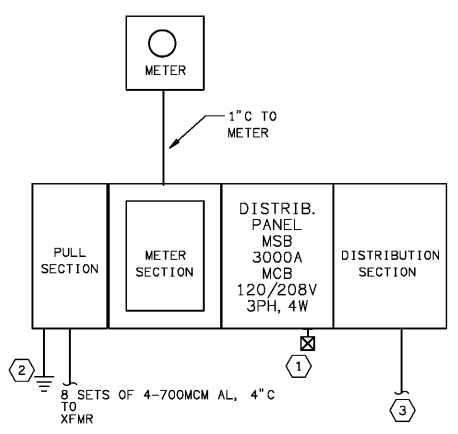 METER
1"C TO
METER
PULL
SECTION
METER
SECTION
DISTRIB.
PANEL
MSB
3000A
MCB
120/208V
3PH, 4W
DISTRIBUTION
SECTION
2
1
3
8 SETS OF 4-700MCM AL, 4"C
TO
XFMR